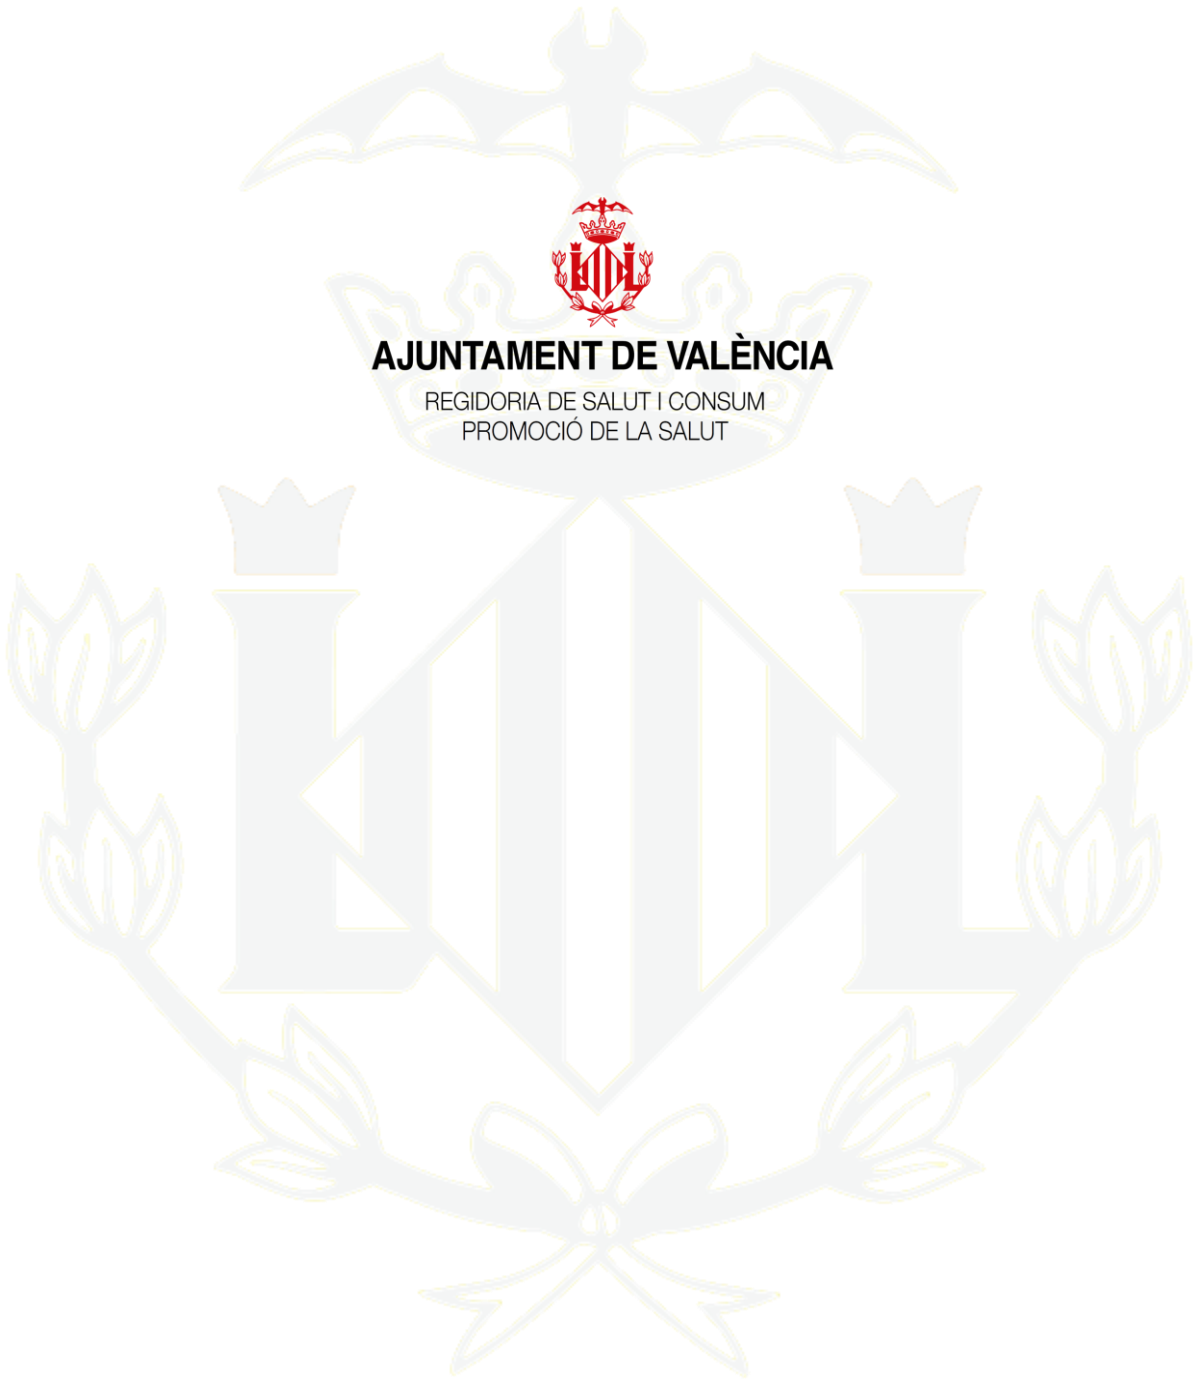 AJUNTAMENT DE VALÈNCIA
REGIDORIA DE SALUT I CONSUM
PROMOCIÓ DE LA SALUT